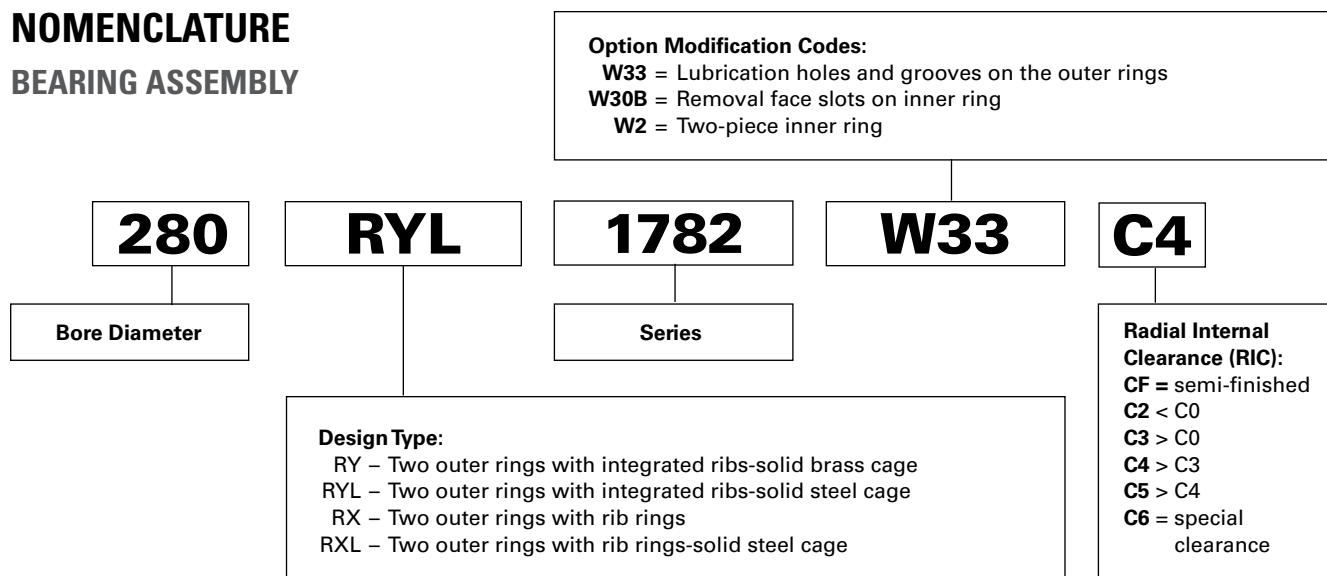 NOMENCLATURE
BEARING ASSEMBLY
Option Modification Codes:
W33 = Lubrication holes and grooves on the outer rings
W30B = Removal face slots on inner ring
W2 = Two-piece inner ring
280 RYL 1782 W33 C4
Bore Diameter
Series
Design Type:
RY – Two outer rings with integrated ribs-solid brass cage
RYL – Two outer rings with integrated ribs-solid steel cage
RX – Two outer rings with rib rings
RXL – Two outer rings with rib rings-solid steel cage
Radial Internal
Clearance (RIC):
CF = semi-finished
C2 < C0
C3 > C0
C4 > C3
C5 > C4
C6 = special
clearance